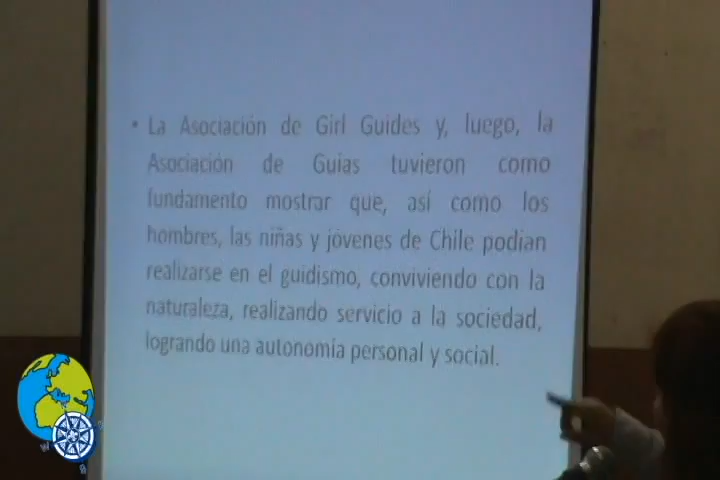 • La Asociación de Girl Guides y, luego, la
Asociación de Guías tuvieron como
fundamento mostrar que, así como los
hombres, las niñas y jóvenes de Chile podían
realizarse en el guidismo, conviviendo con la
naturaleza, realizando servicio a la sociedad,
logrando una autonomía personal y social.
W